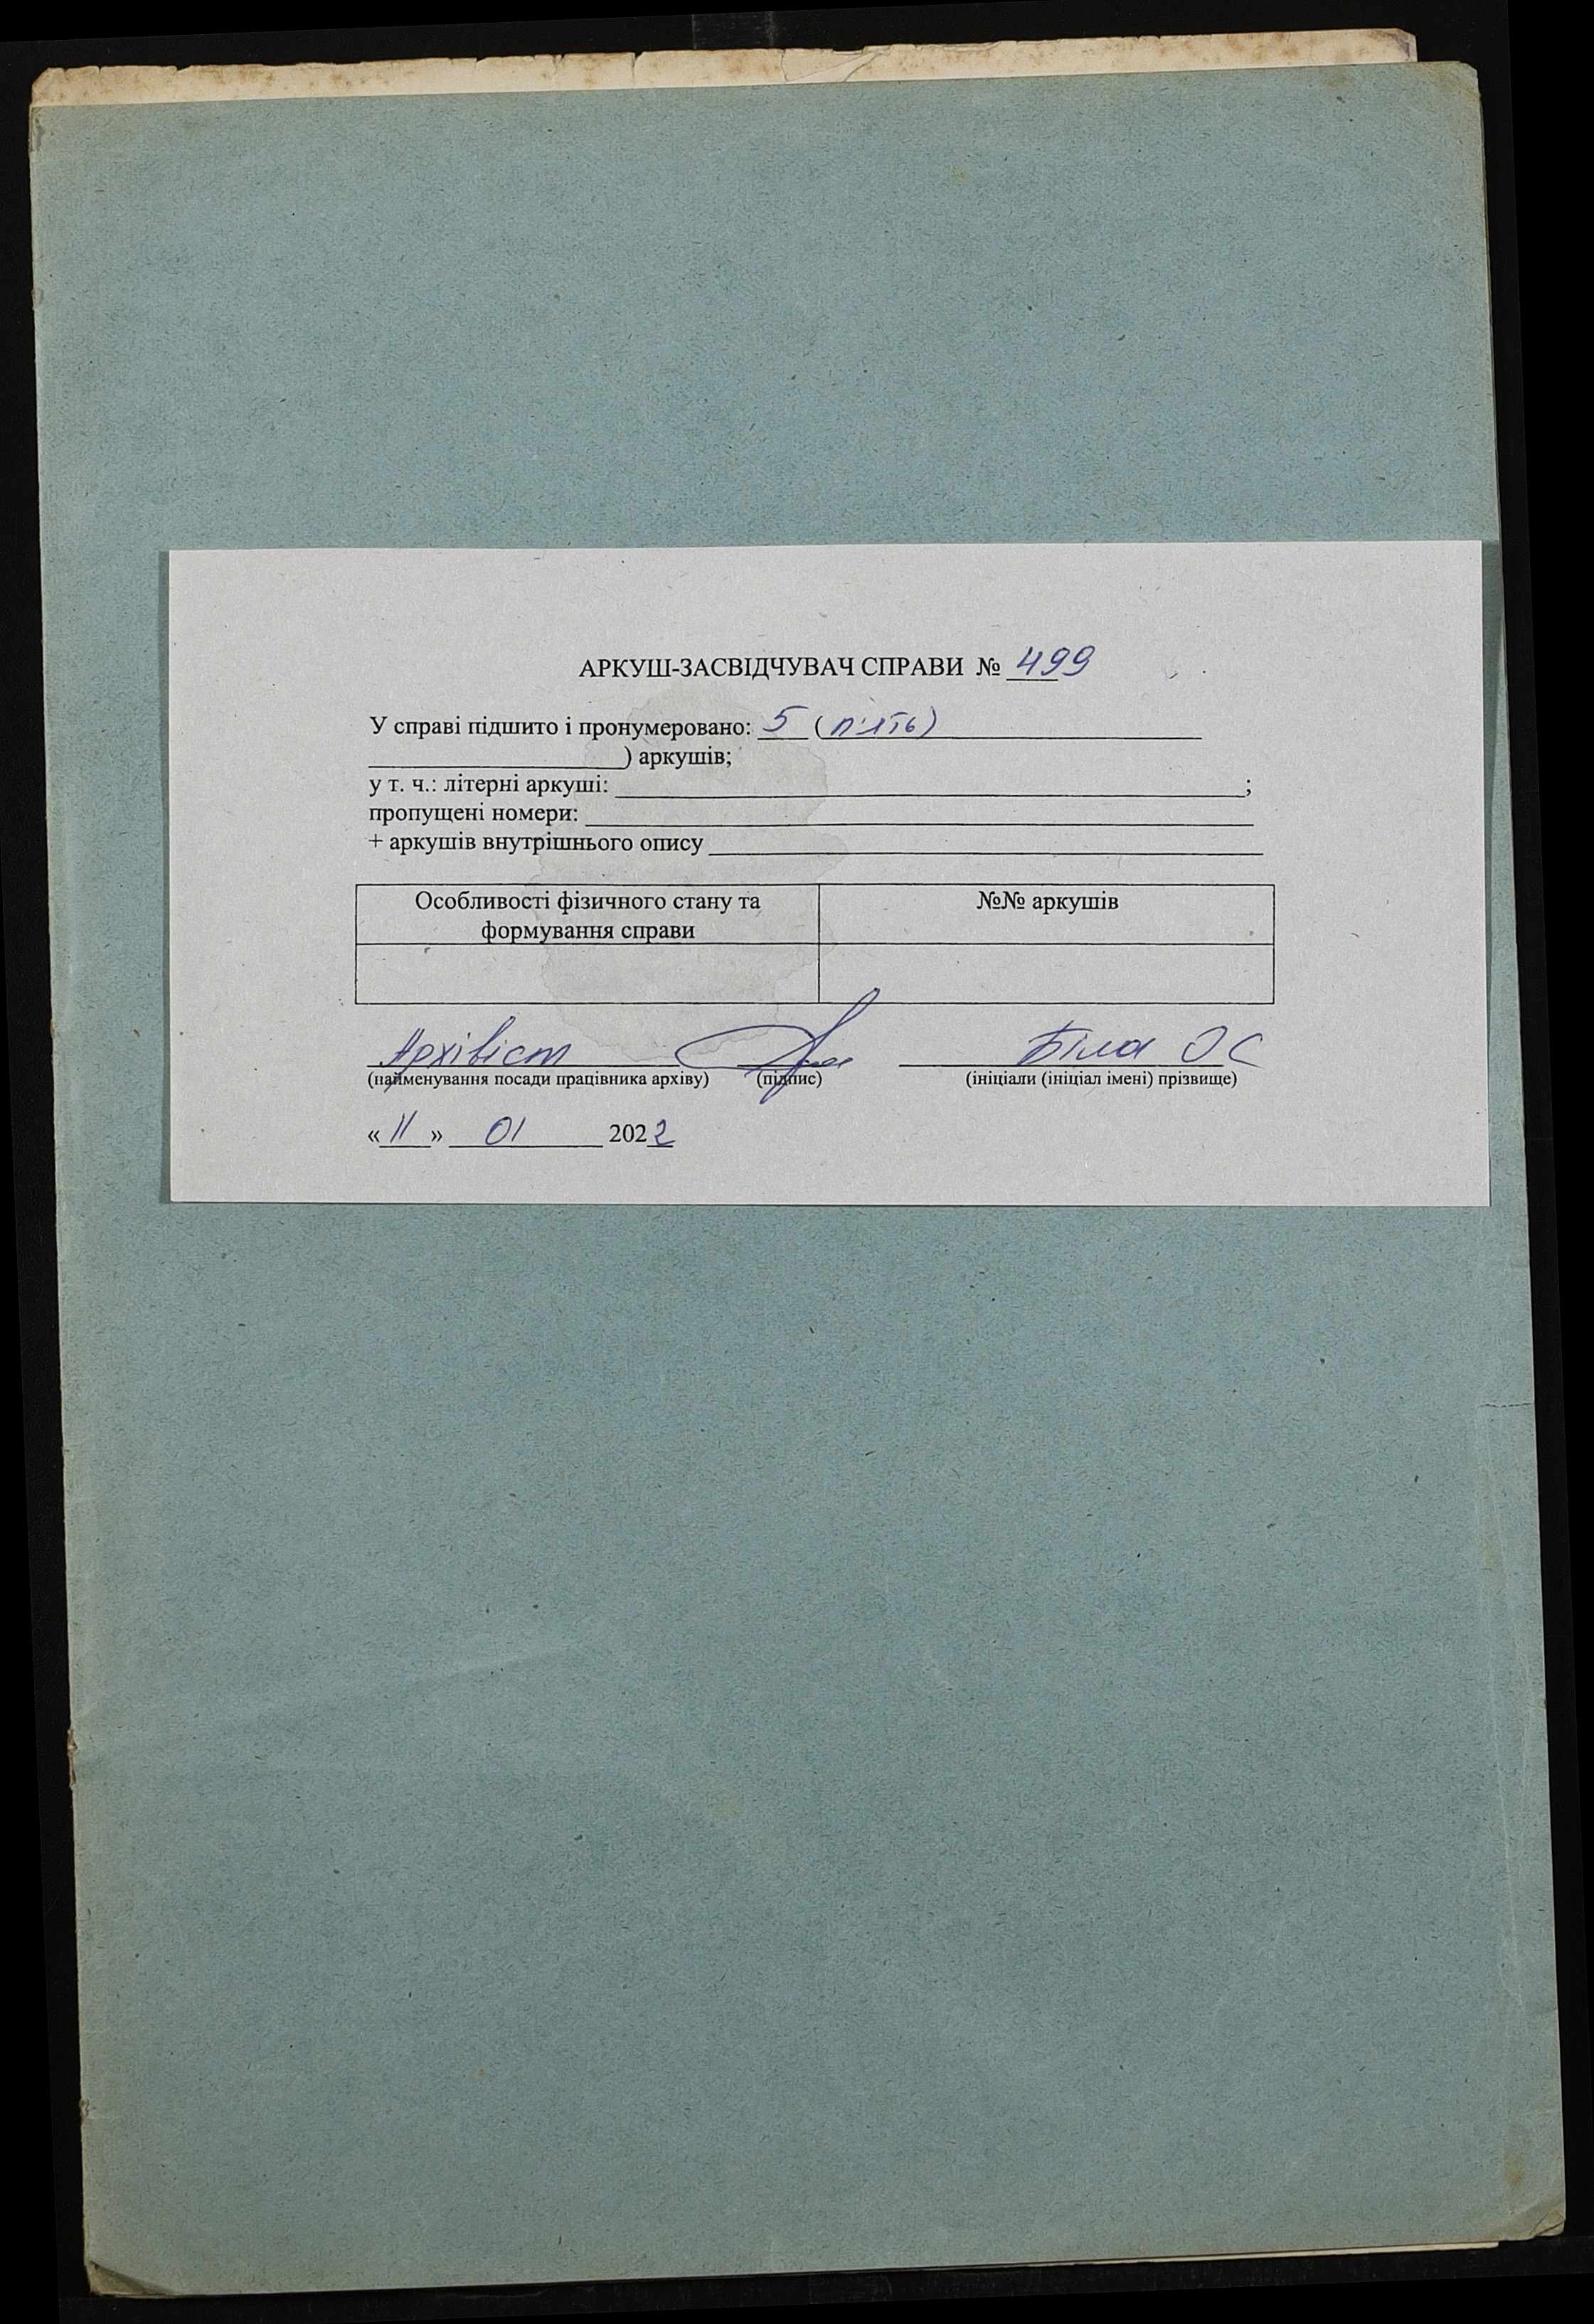 АРКУШ-ЗАСВІДЧУВАЧ СПРАВИ № 499
У справі підшито і пронумеровано: 5 (п'ять)
) аркушів;
у т. ч.: літерні аркуші: ;
пропущені номери:
+ аркушів внутрішнього опису
Особливості фізичного стану та формування справи №№ аркушів
Архівіст Біла ОС
(найменування посади працівника архіву) (підпис) (ініціали (ініціал імені) прізвище)
«11» 01 2022